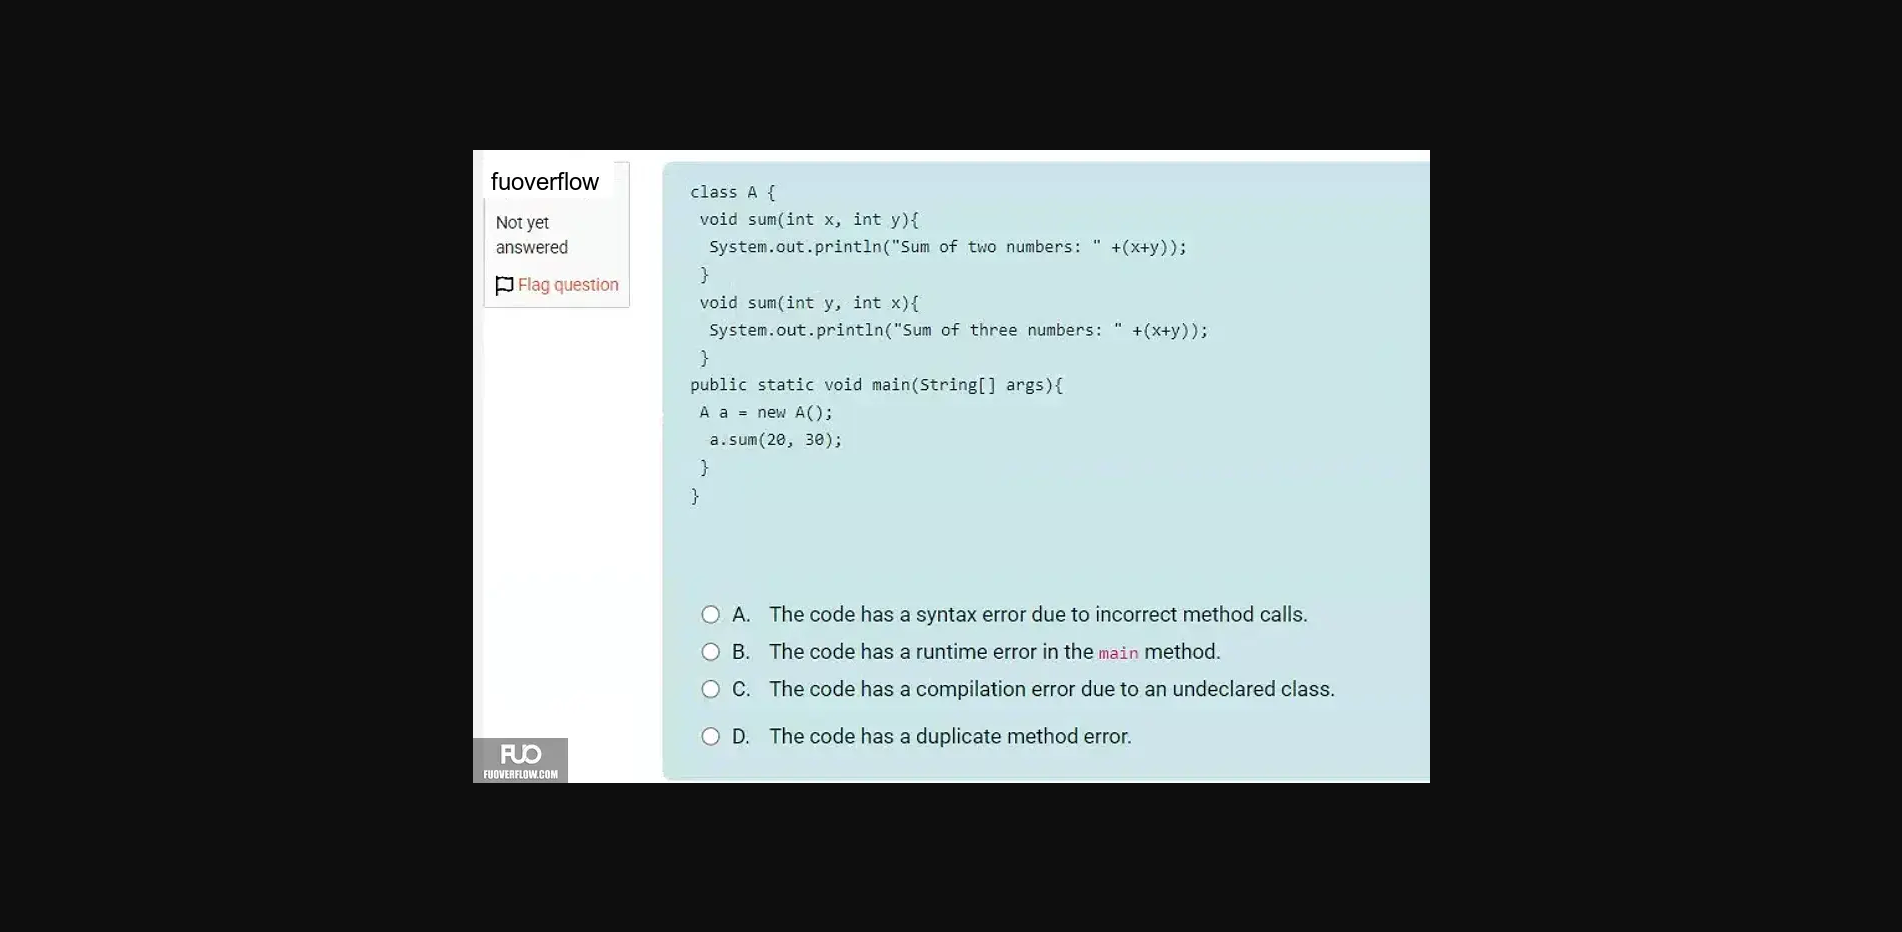 fuoverflow
Not yet
answered
Flag question
class A {
 void sum(int x, int y){
  System.out.println("Sum of two numbers: " +(x+y));
 }
 void sum(int y, int x){
  System.out.println("Sum of three numbers: " +(x+y));
 }
public static void main(String[] args){
 A a = new A();
  a.sum(20, 30);
 }
}
A. The code has a syntax error due to incorrect method calls.
B. The code has a runtime error in the main method.
C. The code has a compilation error due to an undeclared class.
D. The code has a duplicate method error.
FUO
FUOVERFLOW.COM